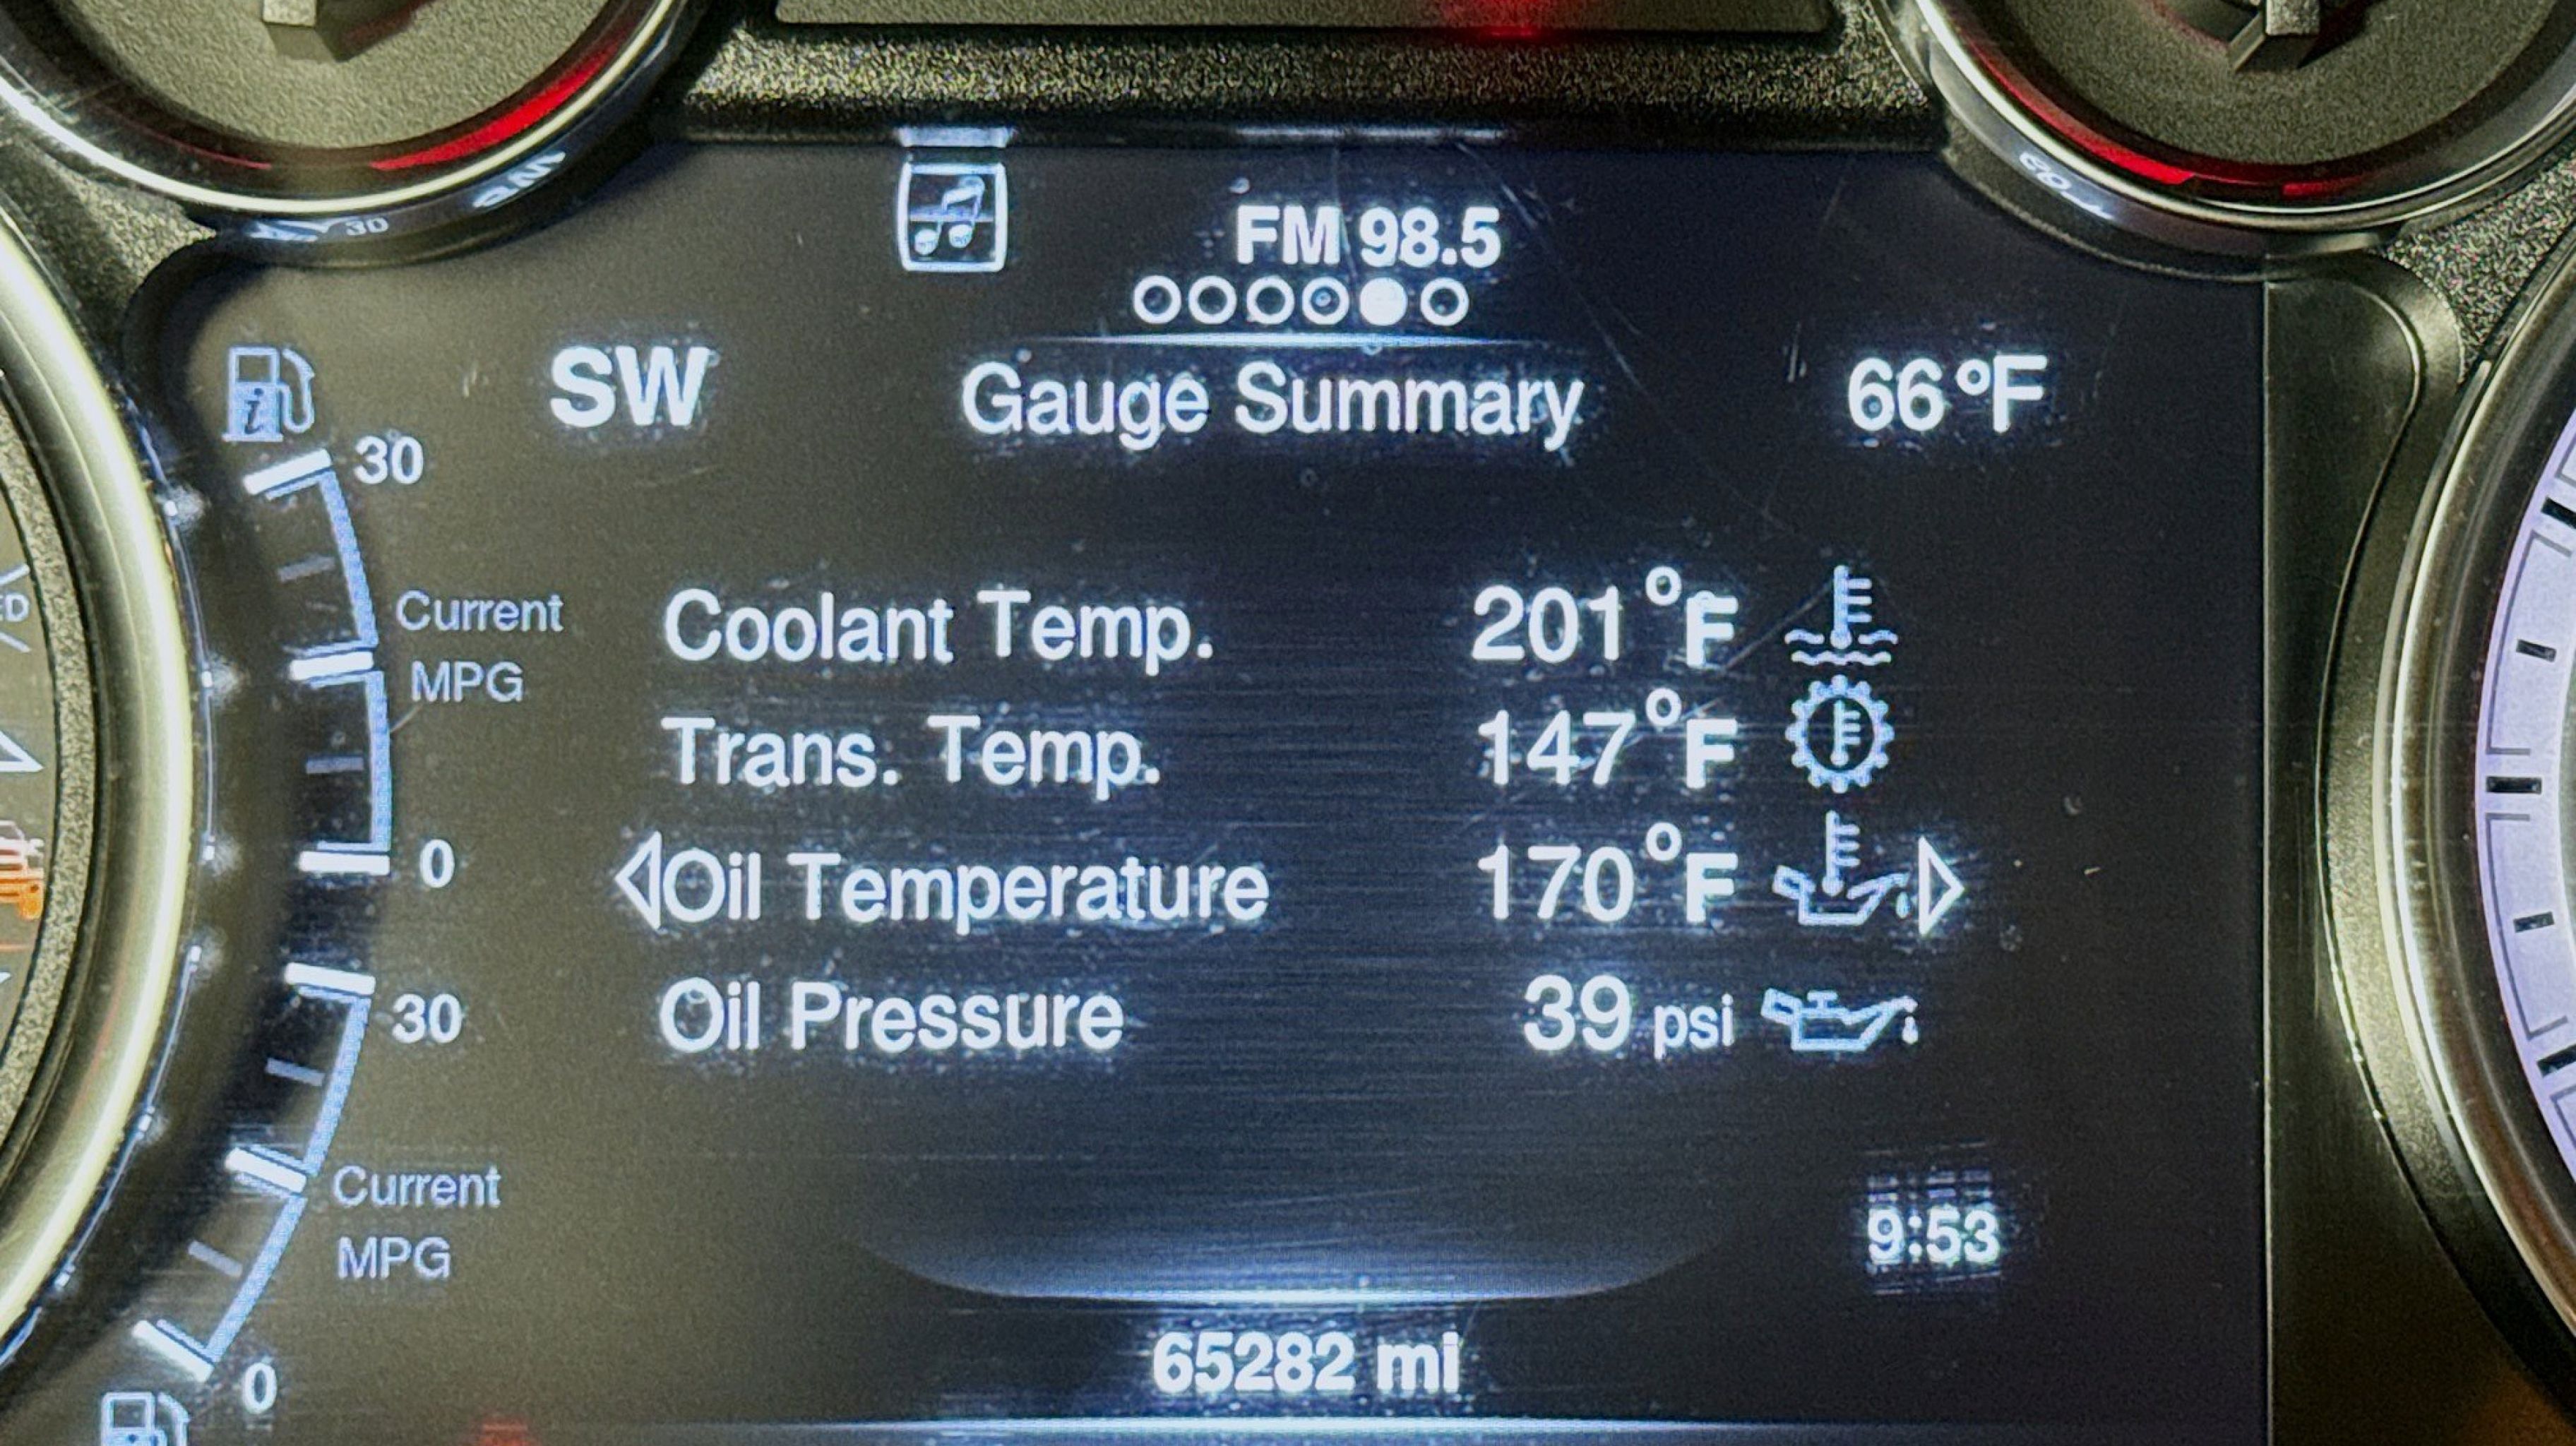 30
FM 98.5
SW
Gauge Summary
66°F
30
Current
MPG
0
Coolant Temp. 201°F
Trans. Temp. 147°F
Oil Temperature 170°F
Oil Pressure 39 psi
30
Current
MPG
0
9:53
65282 mi